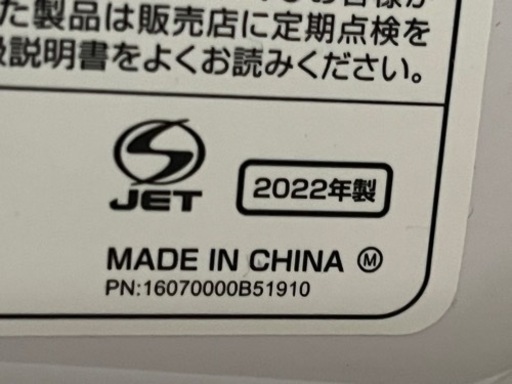 た製品は販売店に定期点検を
説明書をよくお読みください。
JET
2022年製
MADE IN CHINA Ⓜ
PN:16070000B51910